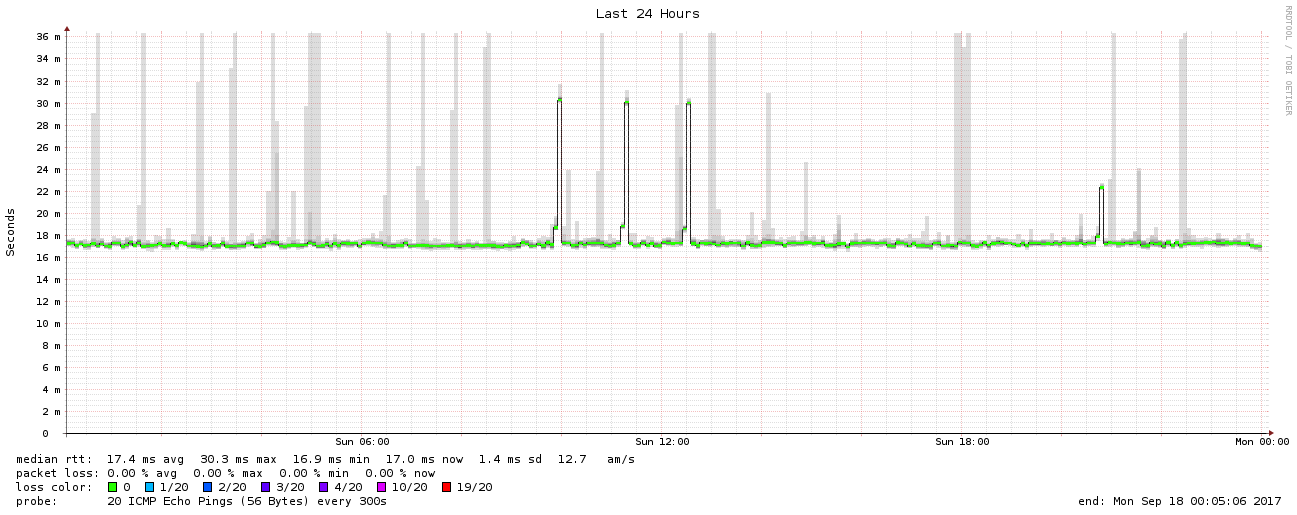 Last 24 Hours
RRDTOOL / TOBI OETIKER
Seconds
36 m
34 m
32 m
30 m
28 m
26 m
24 m
22 m
20 m
18 m
16 m
14 m
12 m
10 m
8 m
6 m
4 m
2 m
0
Sun 06:00 Sun 12:00 Sun 18:00 Mon 00:00
median rtt: 17.4 ms avg 30.3 ms max 16.9 ms min 17.0 ms now 1.4 ms sd 12.7 am/s
packet loss: 0.00 % avg 0.00 % max 0.00 % min 0.00 % now
loss color: 0 1/20 2/20 3/20 4/20 10/20 19/20
probe: 20 ICMP Echo Pings (56 Bytes) every 300s end: Mon Sep 18 00:05:06 2017